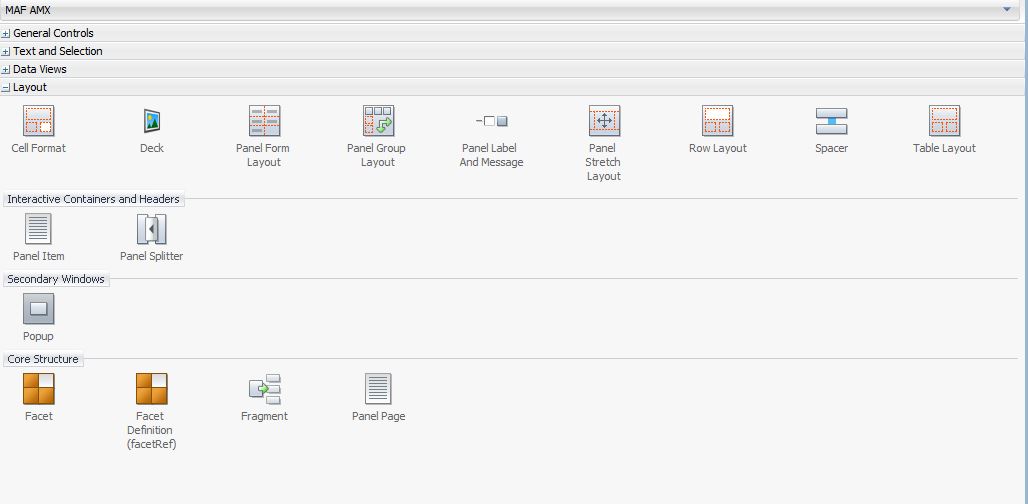 MAF AMX
General Controls
Text and Selection
Data Views
Layout
Cell Format
Deck
Panel Form
Layout
Panel Group
Layout
Panel Label
And Message
Panel
Stretch
Layout
Row Layout
Spacer
Table Layout
Interactive Containers and Headers
Panel Item
Panel Splitter
Secondary Windows
Popup
Core Structure
Facet
Facet
Definition
(facetRef)
Fragment
Panel Page